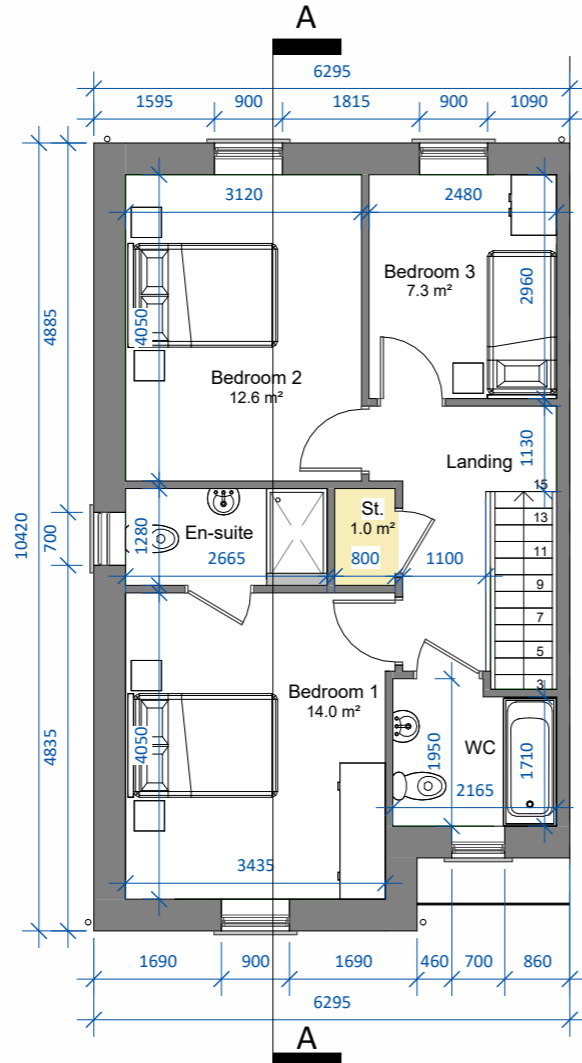 A
6295
1595
900
1815
900
1090
3120
2480
Bedroom 3
7.3 m²
2960
4885
4050
Bedroom 2
12.6 m²
1130
Landing
St.
1.0 m²
15
13
11
9
7
5
3
10420
700
1280
En-suite
2665
800
1100
Bedroom 1
14.0 m²
4835
4050
WC
1950
1710
2165
3435
1690
900
1690
460
700
860
6295
A